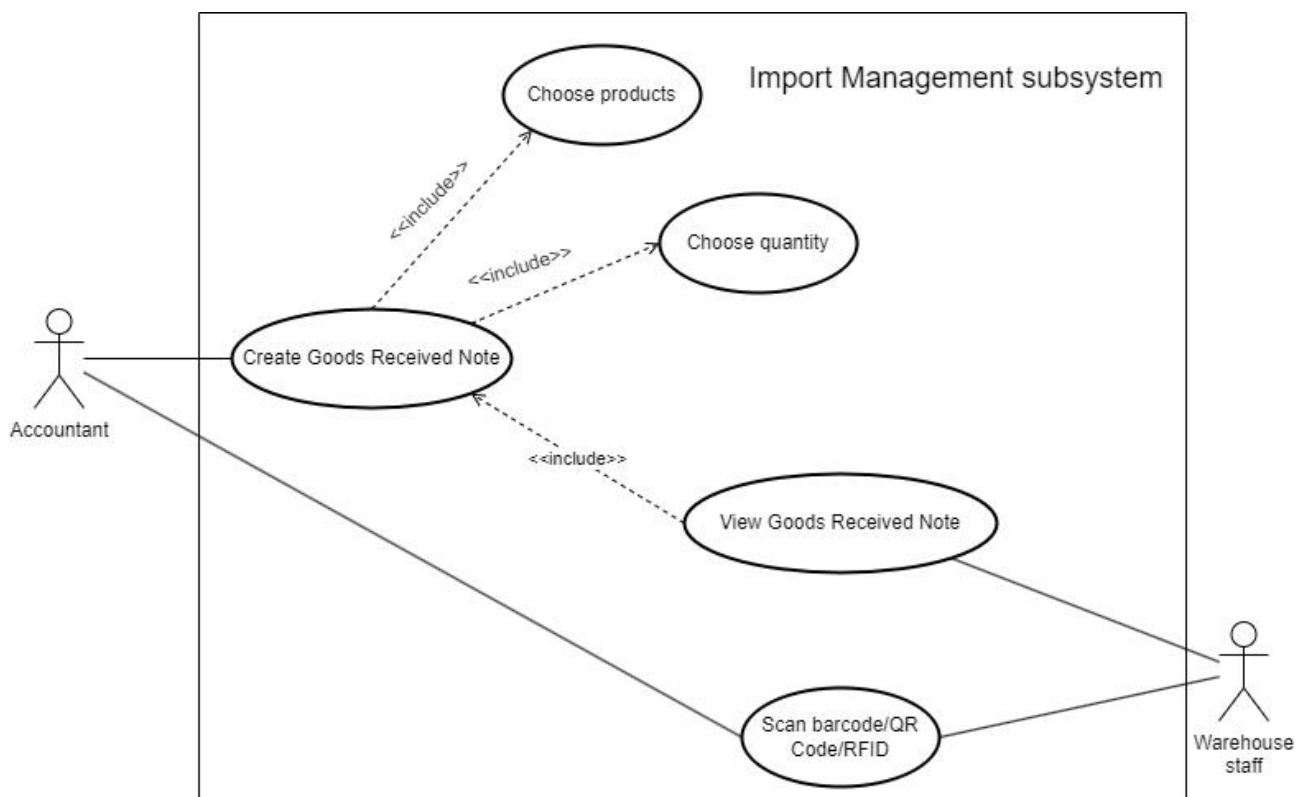 Import Management subsystem
Choose products
<<include>>
Choose quantity
<<include>>
Create Goods Received Note
Accountant
<<include>>
View Goods Received Note
Scan barcode/QR
Code/RFID
Warehouse
staff